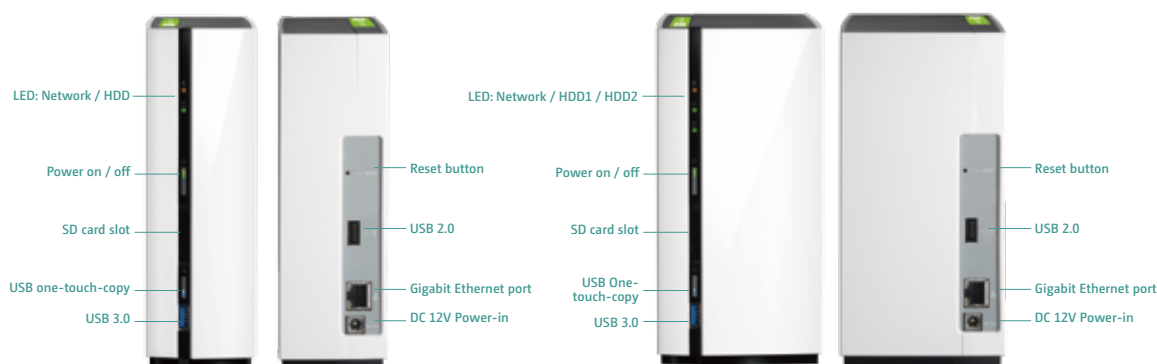 LED: Network / HDD
Power on / off
SD card slot
USB one-touch-copy
USB 3.0
Reset button
USB 2.0
Gigabit Ethernet port
DC 12V Power-in
LED: Network / HDD1 / HDD2
Power on / off
SD card slot
USB One-
touch-copy
USB 3.0
Reset button
USB 2.0
Gigabit Ethernet port
DC 12V Power-in